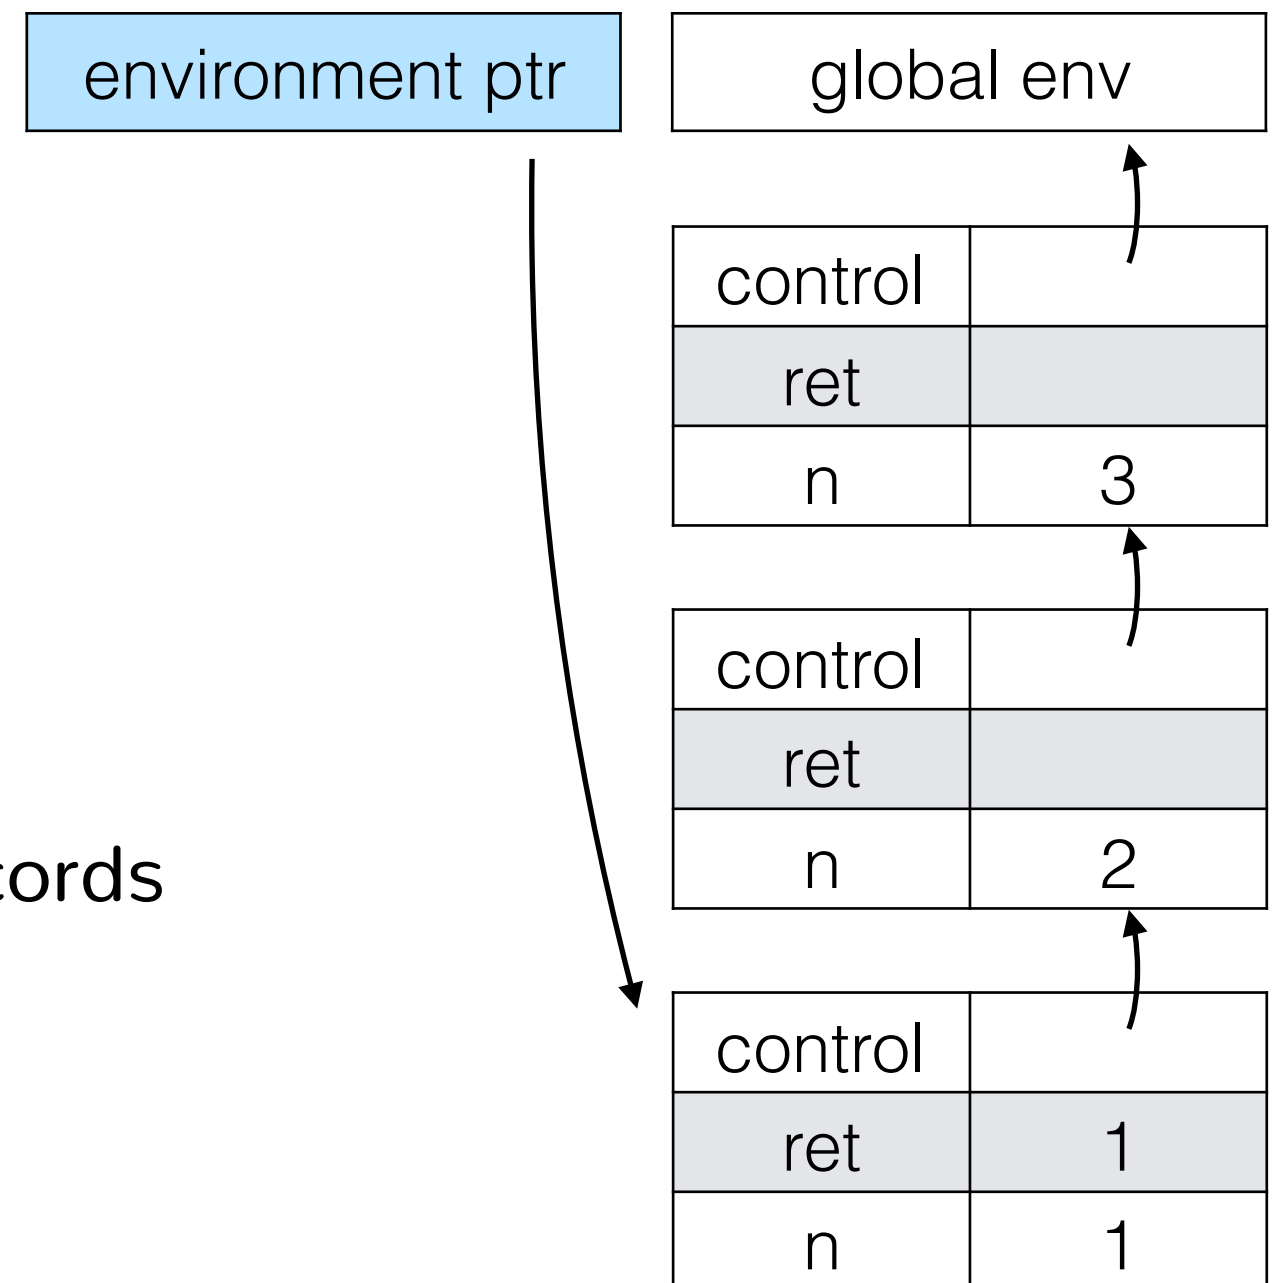 environment ptr global env
control
ret
n 3
control
ret
n 2
cords
control
ret 1
n 1